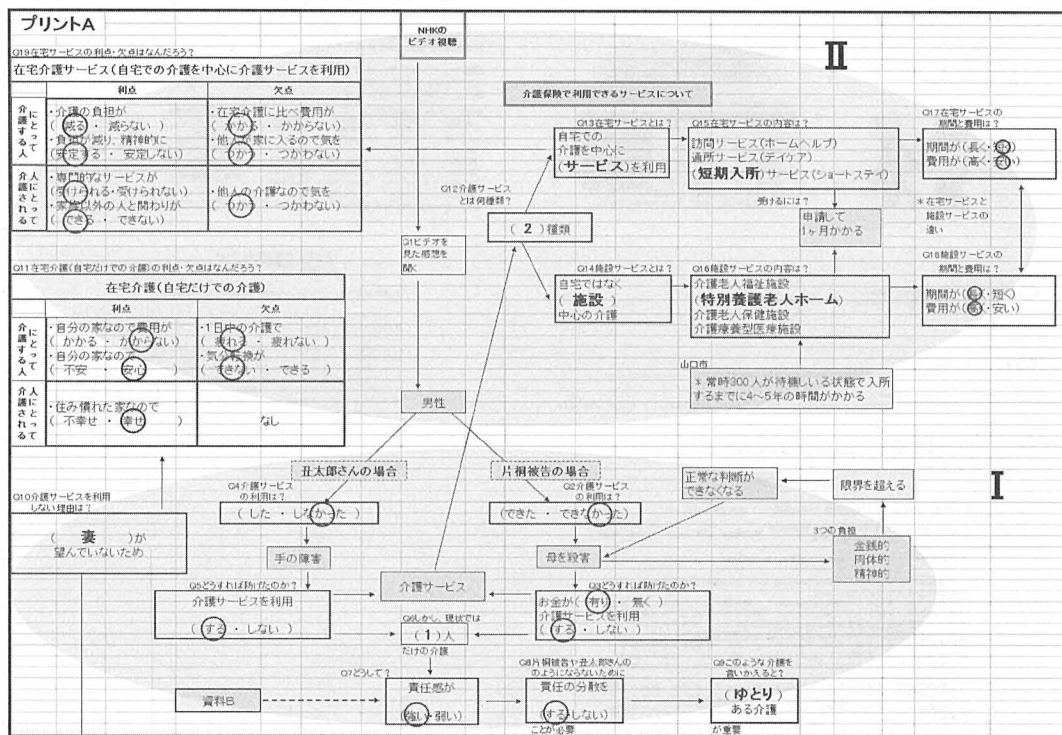 プリントA
NHKの
ビデオ視聴
II
Q19在宅サービスの利点・欠点はなんだろう?
在宅介護サービス(自宅での介護を中心に介護サービスを利用)
利点
欠点
介護する人にとって
・介護の負担が
(減る ・ 減らない )
・負担が減り、精神的に
(安定する ・ 安定しない)
・在宅介護に比べ費用が
(かかる ・ かからない)
・他人が家に入るので気を
(つかう ・ つかわない)
介護される人にとって
・専門的なサービスが
(受けられる・受けられない)
・家族以外の人と関わりが
(できる ・ できない)
・他人の介護なので気を
(つかう ・ つかわない)
介護保険で利用できるサービスについて
Q13在宅サービスとは?
自宅での
介護を中心に
(サービス)を利用
Q15在宅サービスの内容は?
訪問サービス(ホームヘルプ)
通所サービス(デイケア)
(短期入所)サービス(ショートステイ)
Q17在宅サービスの
期間と費用は?
期間が(長く・短く)
費用が(高く・安い)
Q12介護サービス
とは何種類?
( 2 )種類
受けるには?
申請して
1ヶ月かかる
*在宅サービスと
施設サービスの
違い
Q1ビデオを
見た感想を
聞く
Q14施設サービスとは?
自宅ではなく
( 施設 )
中心の介護
Q16施設サービスの内容は?
介護老人福祉施設
(特別養護老人ホーム)
介護老人保健施設
介護療養型医療施設
Q18施設サービスの
期間と費用は?
期間が(長く・短く)
費用が(高く・安い)
山口市
*常時300人が待機しいる状態で入所
するまでに4~5年の時間がかかる
Q11在宅介護(自宅だけでの介護)の利点・欠点はなんだろう?
在宅介護(自宅だけでの介護)
利点
欠点
介護する人にとって
・自分の家なので費用が
(かかる ・ かからない)
・自分の家なので
( 不安 ・ 安心 )
・1日中の介護で
( 疲れる ・ 疲れない )
・気分転換が
(できない ・ できる )
介護される人にとって
・住み慣れた家なので
( 不幸せ ・ 幸せ )
なし
男性
丑太郎さんの場合
片桐被告の場合
I
Q4介護サービス
の利用は?
(した ・ しなかった )
Q2介護サービス
の利用は?
(できた ・ できなかった)
正常な判断が
できなくなる
限界を超える
Q10介護サービスを利用
しない理由は?
( 妻 )が
望んでいないため
手の障害
母を殺害
3つの負担
金銭的
肉体的
精神的
介護サービス
Q5どうすれば防げたのか?
介護サービスを利用
( する ・ しない )
Q3どうすれば防げたのか?
お金が( 有り ・ 無く )
介護サービスを利用
( する ・ しない )
Q6しかし、現状では
( 1 )人
だけの介護
Q7どうして?
責任感が
(強い・弱い)
Q8片桐被告や丑太郎さんの
のようにならないために
責任の分散を
(する・しない)
ことが必要
Q9このような介護を
言いかえると?
(ゆとり)
ある介護
が重要
資料B